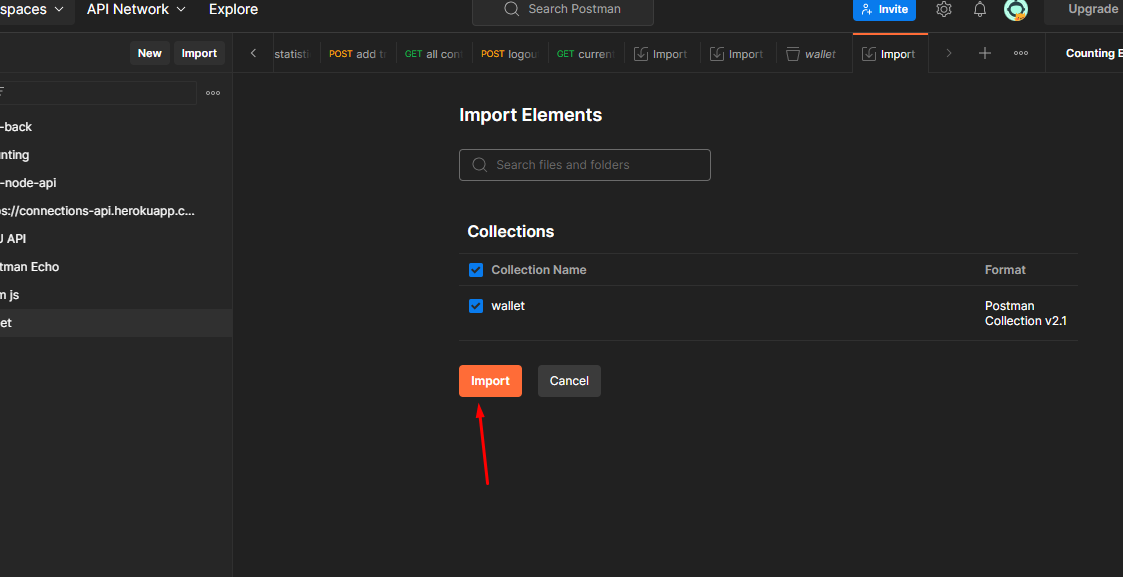 spaces
API Network
Explore
Search Postman
Invite
Upgrade
New
Import
statisti
POST add t
GET all con
POST logou
GET curren
Import
Import
wallet
Import
Counting E
-back
nting
-node-api
s://connections-api.herokuapp.c...
J API
tman Echo
m js
et
Import Elements
Search files and folders
Collections
Collection Name
Format
wallet
Postman
Collection v2.1
Import
Cancel